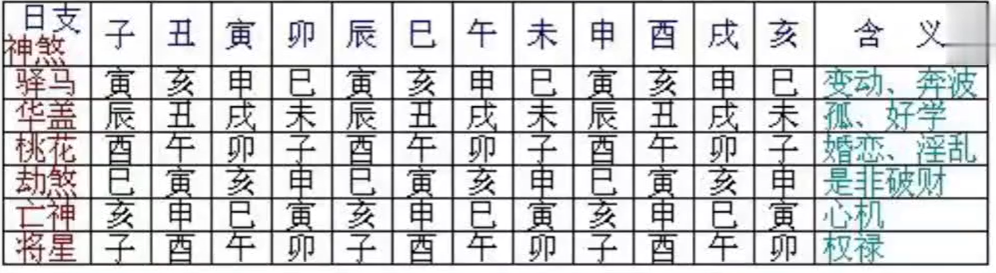 日支 子 丑 寅 卯 辰 巳 午 未 申 酉 戌 亥 含 义
神煞
驿马 寅 亥 申 巳 寅 亥 申 巳 寅 亥 申 巳 变动、奔波
华盖 辰 丑 戌 未 辰 丑 戌 未 辰 丑 戌 未 孤、好学
桃花 酉 午 卯 子 酉 午 卯 子 酉 午 卯 子 婚恋、淫乱
劫煞 巳 寅 亥 申 巳 寅 亥 申 巳 寅 亥 申 是非破财
亡神 亥 申 巳 寅 亥 申 巳 寅 亥 申 巳 寅 心机
将星 子 酉 午 卯 子 酉 午 卯 子 酉 午 卯 权禄